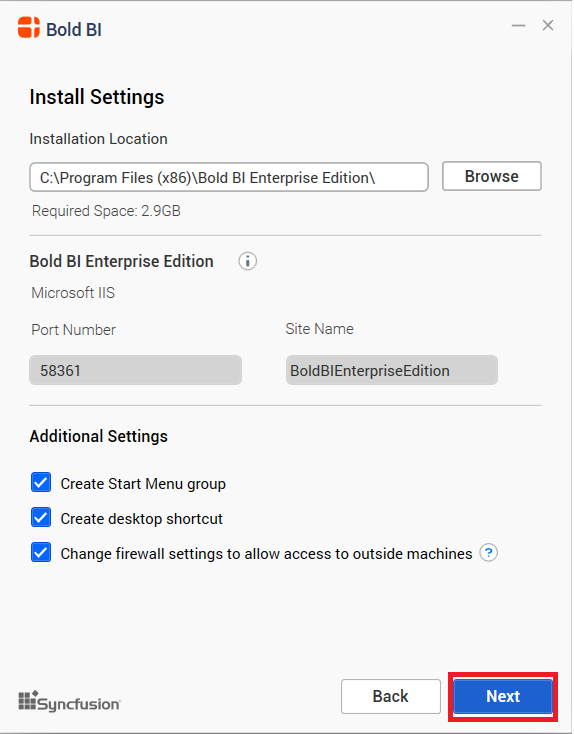 Bold BI
Install Settings
Installation Location
C:\Program Files (x86)\Bold BI Enterprise Edition\
Browse
Required Space: 2.9GB
Bold BI Enterprise Edition
Microsoft IIS
Port Number
Site Name
58361
BoldBIEnterpriseEdition
Additional Settings
Create Start Menu group
Create desktop shortcut
Change firewall settings to allow access to outside machines ?
Syncfusion
Back
Next